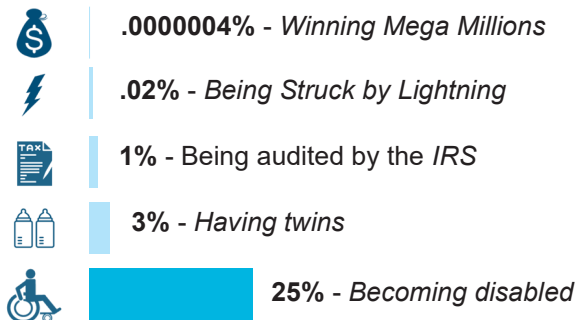 $
.0000004% - Winning Mega Millions
.02% - Being Struck by Lightning
TAX
1% - Being audited by the IRS
3% - Having twins
25% - Becoming disabled